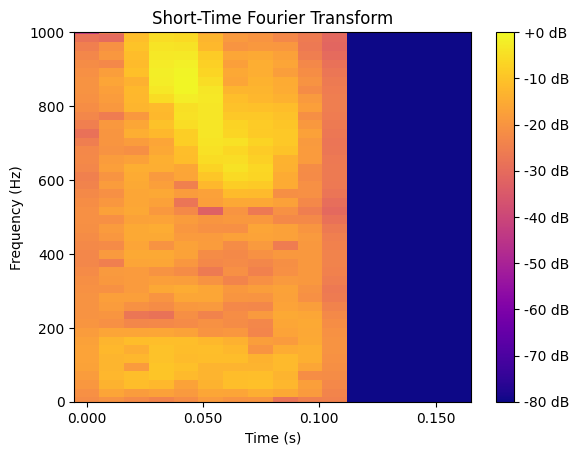 Short-Time Fourier Transform
1000
800
600
400
200
0
Frequency (Hz)
0.000
0.050
0.100
0.150
Time (s)
+0 dB
-10 dB
-20 dB
-30 dB
-40 dB
-50 dB
-60 dB
-70 dB
-80 dB